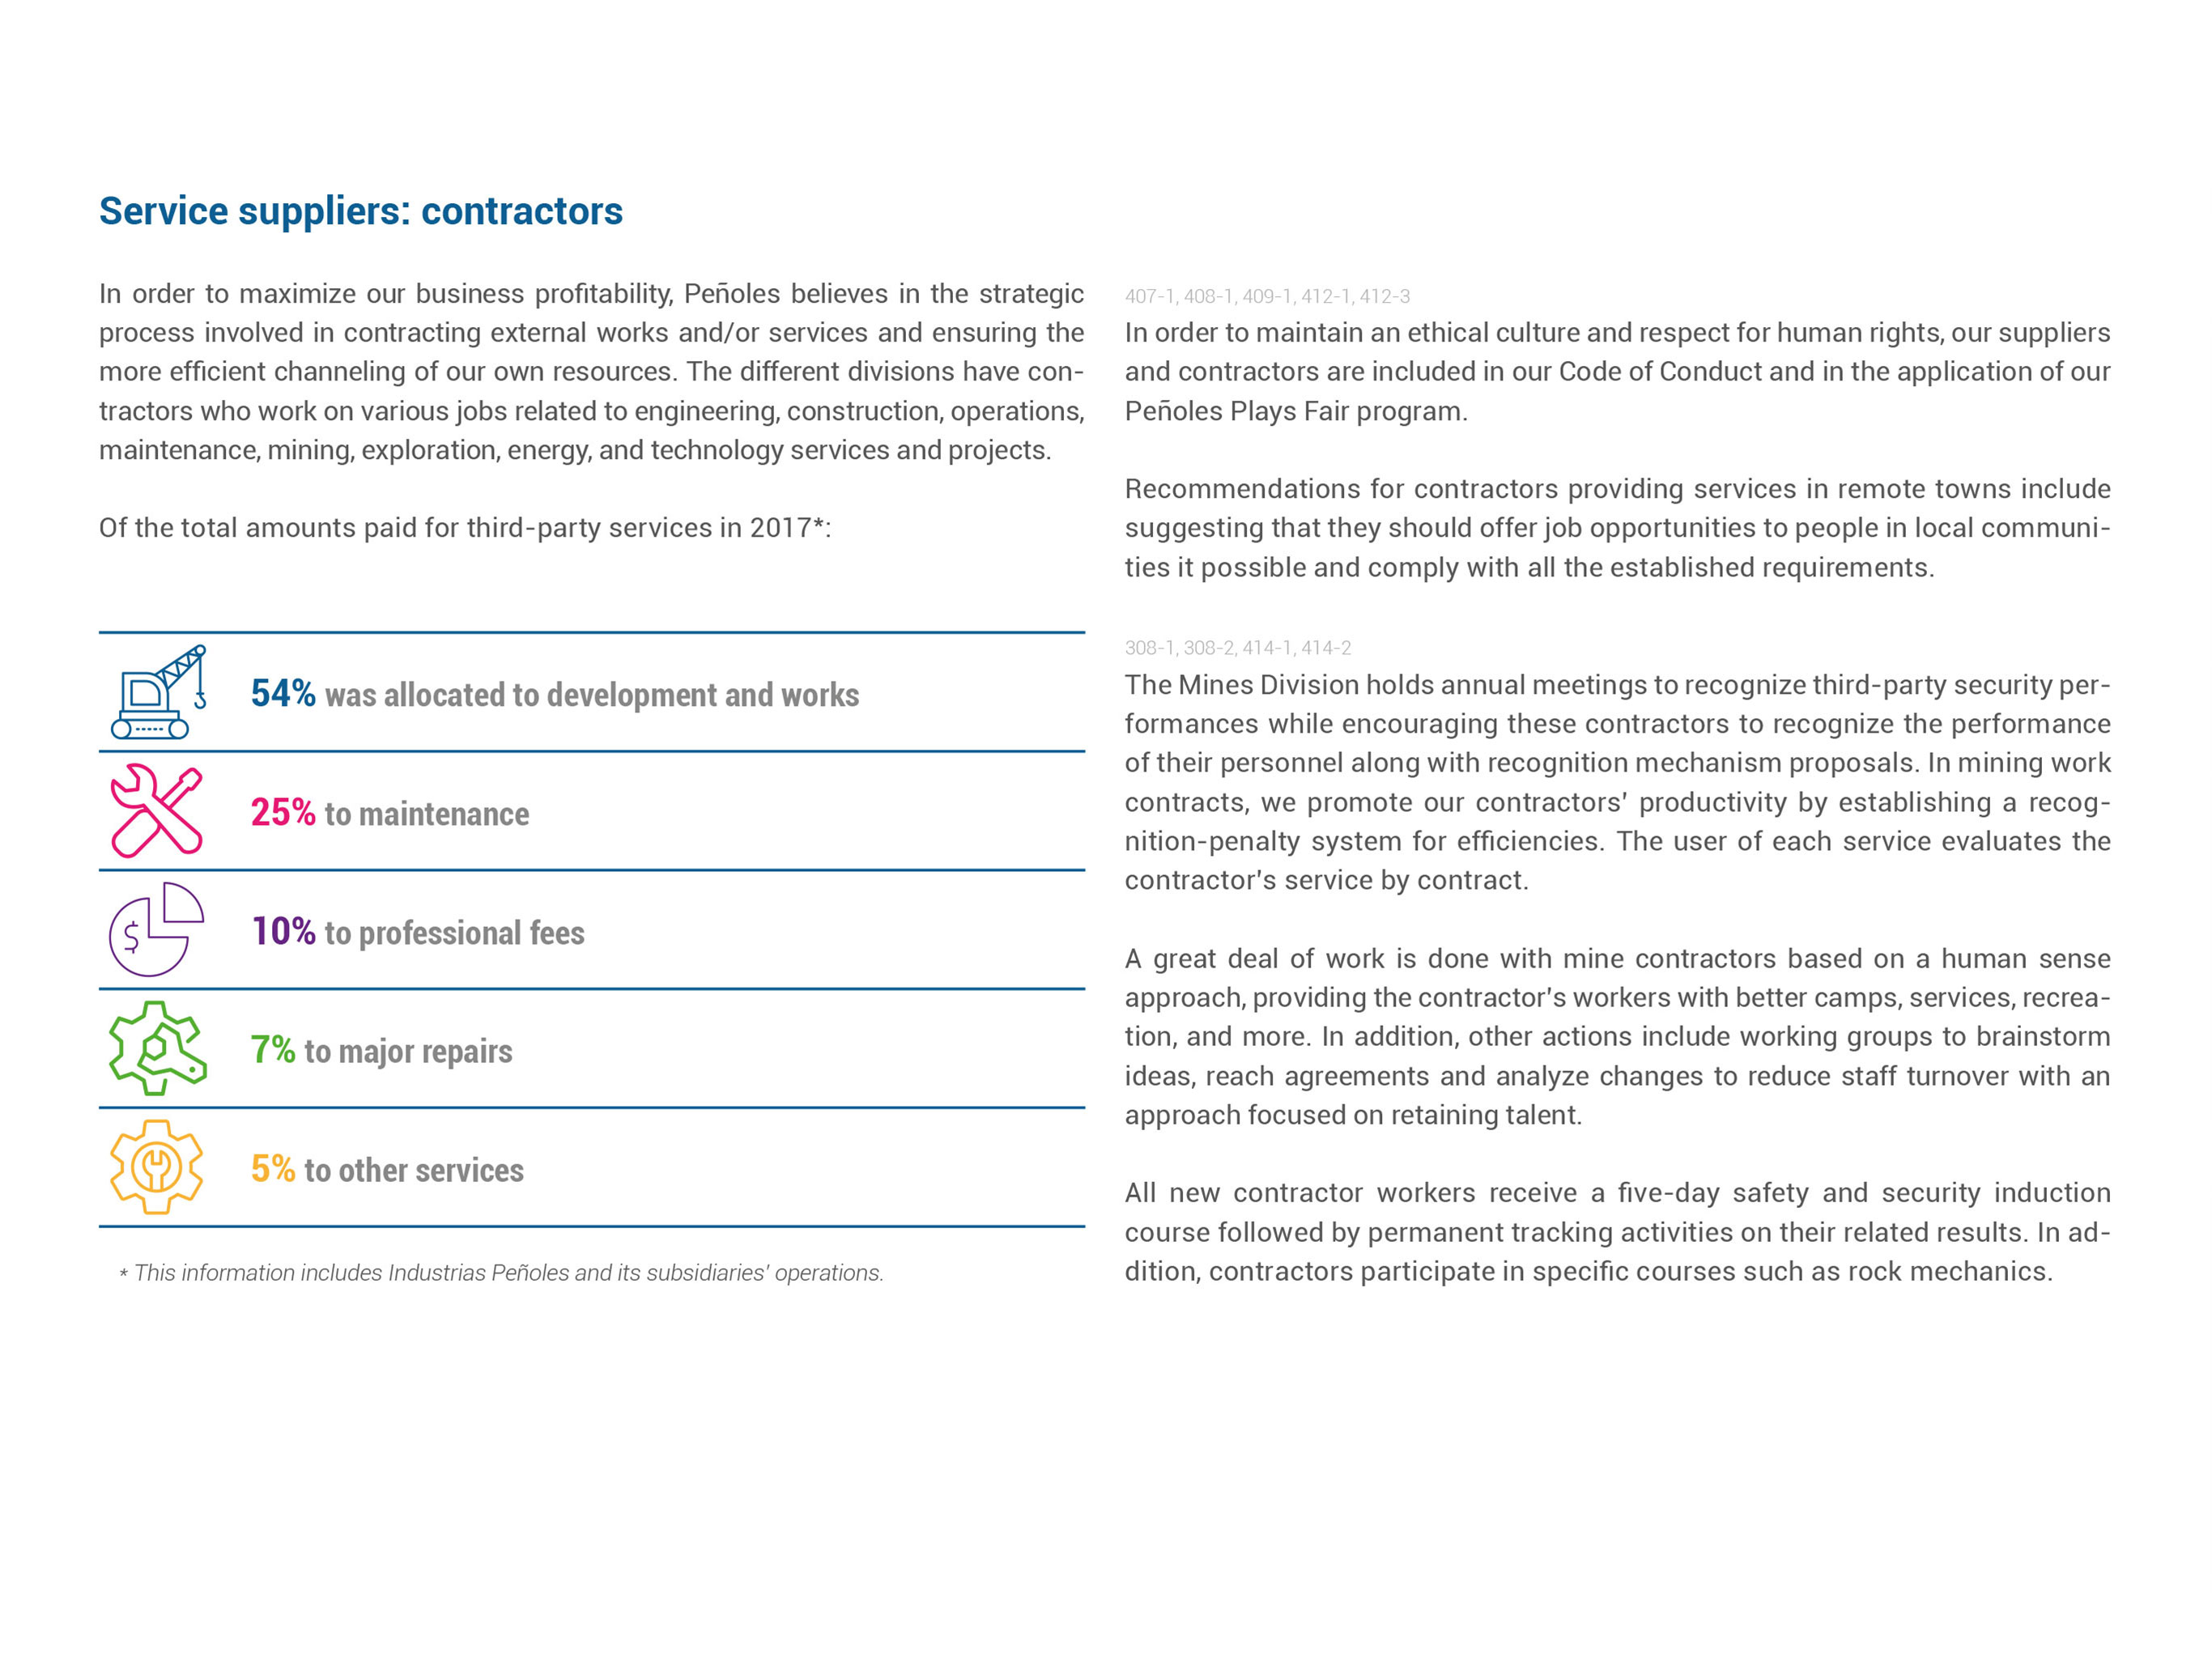 Service suppliers: contractors
In order to maximize our business profitability, Peñoles believes in the strategic
process involved in contracting external works and/or services and ensuring the
more efficient channeling of our own resources. The different divisions have con-
tractors who work on various jobs related to engineering, construction, operations,
maintenance, mining, exploration, energy, and technology services and projects.
Of the total amounts paid for third-party services in 2017*:
54% was allocated to development and works
25% to maintenance
$
10% to professional fees
7% to major repairs
5% to other services
* This information includes Industrias Peñoles and its subsidiaries' operations.
407-1, 408-1, 409-1, 412-1, 412-3
In order to maintain an ethical culture and respect for human rights, our suppliers
and contractors are included in our Code of Conduct and in the application of our
Peñoles Plays Fair program.
Recommendations for contractors providing services in remote towns include
suggesting that they should offer job opportunities to people in local communi-
ties it possible and comply with all the established requirements.
308-1, 308-2, 414-1, 414-2
The Mines Division holds annual meetings to recognize third-party security per-
formances while encouraging these contractors to recognize the performance
of their personnel along with recognition mechanism proposals. In mining work
contracts, we promote our contractors' productivity by establishing a recog-
nition-penalty system for efficiencies. The user of each service evaluates the
contractor's service by contract.
A great deal of work is done with mine contractors based on a human sense
approach, providing the contractor's workers with better camps, services, recrea-
tion, and more. In addition, other actions include working groups to brainstorm
ideas, reach agreements and analyze changes to reduce staff turnover with an
approach focused on retaining talent.
All new contractor workers receive a five-day safety and security induction
course followed by permanent tracking activities on their related results. In ad-
dition, contractors participate in specific courses such as rock mechanics.